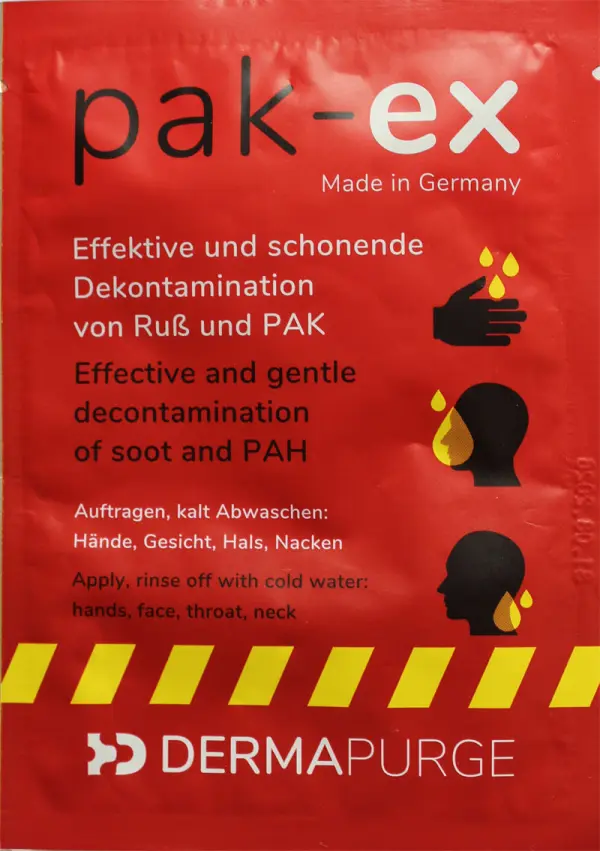 pak-ex
Made in Germany
Effektive und schonende
Dekontamination
von Ruß und PAK
Effective and gentle
decontamination
of soot and PAH
Auftragen, kalt Abwaschen:
Hände, Gesicht, Hals, Nacken
Apply, rinse off with cold water:
hands, face, throat, neck
DERMAPURGE